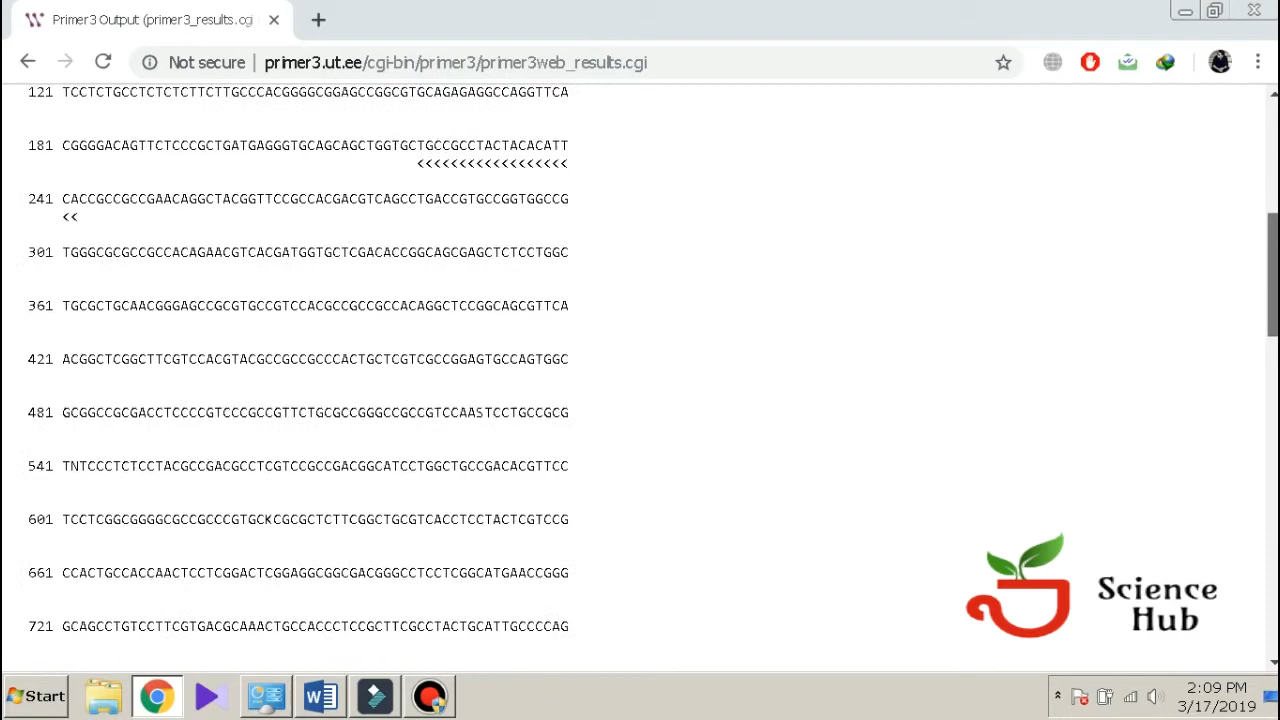 Primer3 Output (primer3_results.cgi
Not secure | primer3.ut.ee/cgi-bin/primer3/primer3web_results.cgi
121 TCCTCTGCCTCTCTCTTCTTGCCCACGGGGCGGAGCCGGCGTGCAGAGAGGCCAGGTTCA
181 CGGGGACAGTTCTCCCGCTGATGAGGGTGCAGCAGCTGGTGCTGCCGCCTACTACACATT
<<<<<<<<<<<<<<<<<<
241 CACCGCCGCCGAACAGGCTACGGTTCCGCCACGACGTCAGCCTGACCGTGCCGGTGGCCG
<<
301 TGGGCGCGCCGCCACAGAACGTCACGATGGTGCTCGACACCGGCAGCGAGCTCTCCTGGC
361 TGCGCTGCAACGGGAGCCGCGTGCCGTCCACGCCGCCGCCACAGGCTCCGGCAGCGTTCA
421 ACGGCTCGGCTTCGTCCACGTACGCCGCCGCCCACTGCTCGTCGCCGGAGTGCCAGTGGC
481 GCGGCCGCGACCTCCCCGTCCCGCCGTTCTGCGCCGGGCCGCCGTCCAASTCCTGCCGCG
541 TNTCCCTCTCCTACGCCGACGCCTCGTCCGCCGACGGCATCCTGGCTGCCGACACGTTCC
601 TCCTCGGCGGGGCGCCGCCCGTGCKCGCGCTCTTCGGCTGCGTCACCTCCTACTCGTCCG
661 CCACTGCCACCAACTCCTCGGACTCGGAGGCGGCGACGGGCCTCCTCGGCATGAACCGGG
721 GCAGCCTGTCCTTCGTGACGCAAACTGCCACCCTCCGCTTCGCCTACTGCATTGCCCCAG
Science
Hub
Start
2:09 PM
3/17/2019